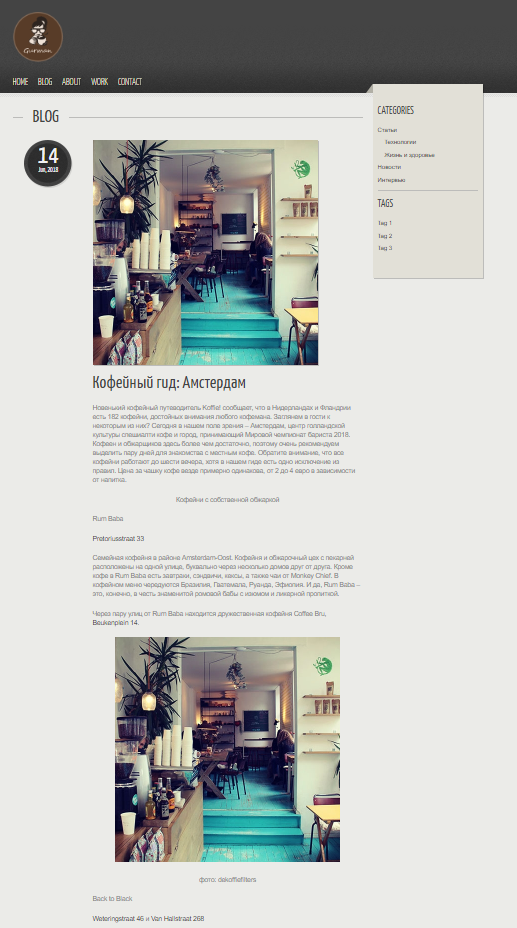 Gurman
HOME BLOG ABOUT WORK CONTACT
BLOG
14
Jun, 2018
Кофейный гид: Амстердам
Новенький кофейный путеводитель Koffie! сообщает, что в Нидерландах и Фландрии
есть 182 кофейни, достойных внимания любого кофемана. Заглянем в гости к
некоторым из них? Сегодня в нашем поле зрения – Амстердам, центр голландской
культуры спешиалти кофе и город, принимающий Мировой чемпионат бариста 2018.
Кофеен и обжарщиков здесь более чем достаточно, поэтому очень рекомендуем
выделить пару дней для знакомства с местным кофе. Обратите внимание, что все
кофейни работают до шести вечера, хотя в нашем гиде есть одно исключение из
правил. Цена за чашку кофе везде примерно одинакова, от 2 до 4 евро в зависимости
от напитка.
Кофейни с собственной обжаркой
Rum Baba
Pretoriusstraat 33
Семейная кофейня в районе Amsterdam-Oost. Кофейня и обжарочный цех с пекарней
расположены на одной улице, буквально через несколько домов друг от друга. Кроме
кофе в Rum Baba есть завтраки, сэндвичи, кексы, а также чаи от Monkey Chief. В
кофейном меню чередуются Бразилия, Гватемала, Руанда, Эфиопия. И да, Rum Baba –
это, конечно, в честь знаменитой ромовой бабы с изюмом и ликерной пропиткой.
Через пару улиц от Rum Baba находится дружественная кофейня Coffee Bru,
Beukenplein 14.
фото: dekoffiefilters
Back to Black
Weteringstraat 46 и Van Hallstraat 268
CATEGORIES
Статьи
Технологии
Жизнь и здоровье
Новости
Интервью
TAGS
Tag 1
Tag 2
Tag 3